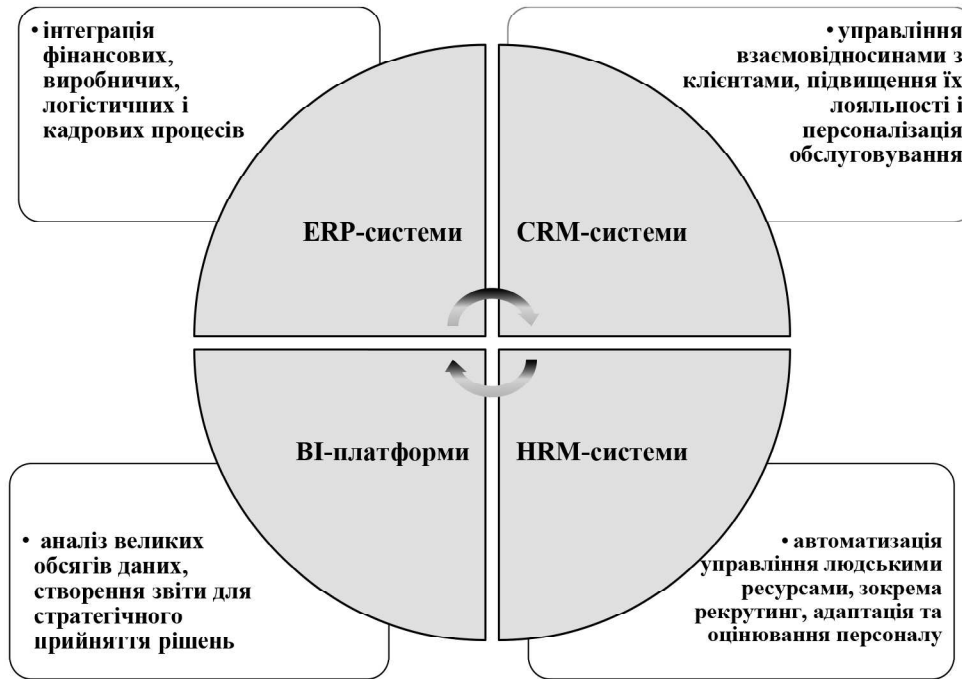 • інтеграція
фінансових,
виробничих,
логістичних і
кадрових процесів
• управління
взаємовідносинами з
клієнтами, підвищення їх
лояльності і
персоналізація
обслуговування
ERP-системи
CRM-системи
BI-платформи
HRM-системи
• аналіз великих
обсягів даних,
створення звіти для
стратегічного
прийняття рішень
• автоматизація
управління людськими
ресурсами, зокрема
рекрутинг, адаптація та
оцінювання персоналу